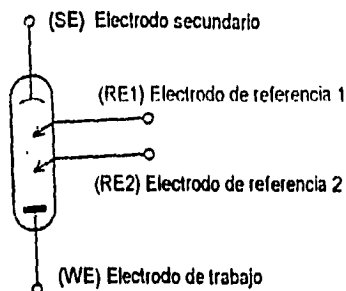 (SE) Electrodo secundario
(RE1) Electrodo de referencia 1
(RE2) Electrodo de referencia 2
(WE) Electrodo de trabajo